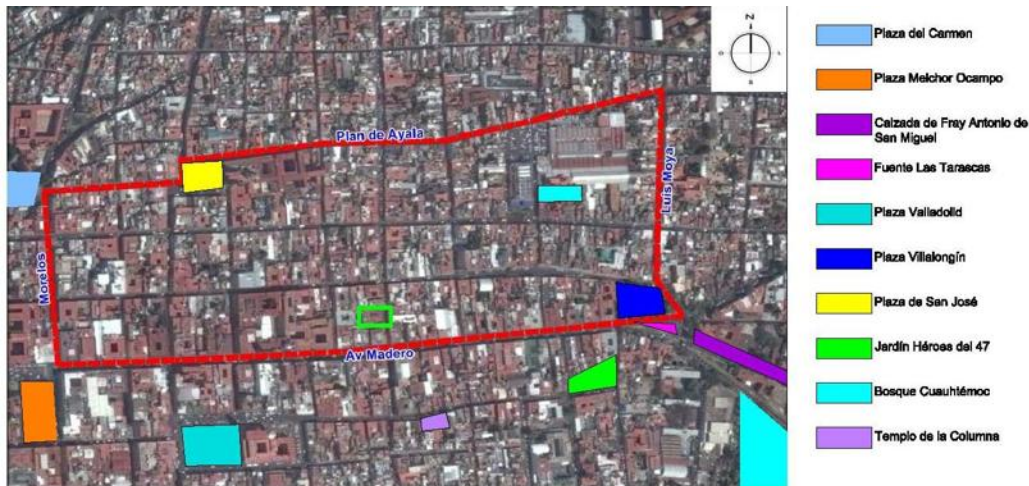 Plan de Ayala
Luis Moya
Morelos
Av Madero
Plaza del Carmen
Plaza Melchor Ocampo
Calzada de Fray Antonio de
San Miguel
Fuente Las Tarascas
Plaza Valladolid
Plaza Villalongín
Plaza de San José
Jardín Héroes del 47
Bosque Cuauhtémoc
Templo de la Columna